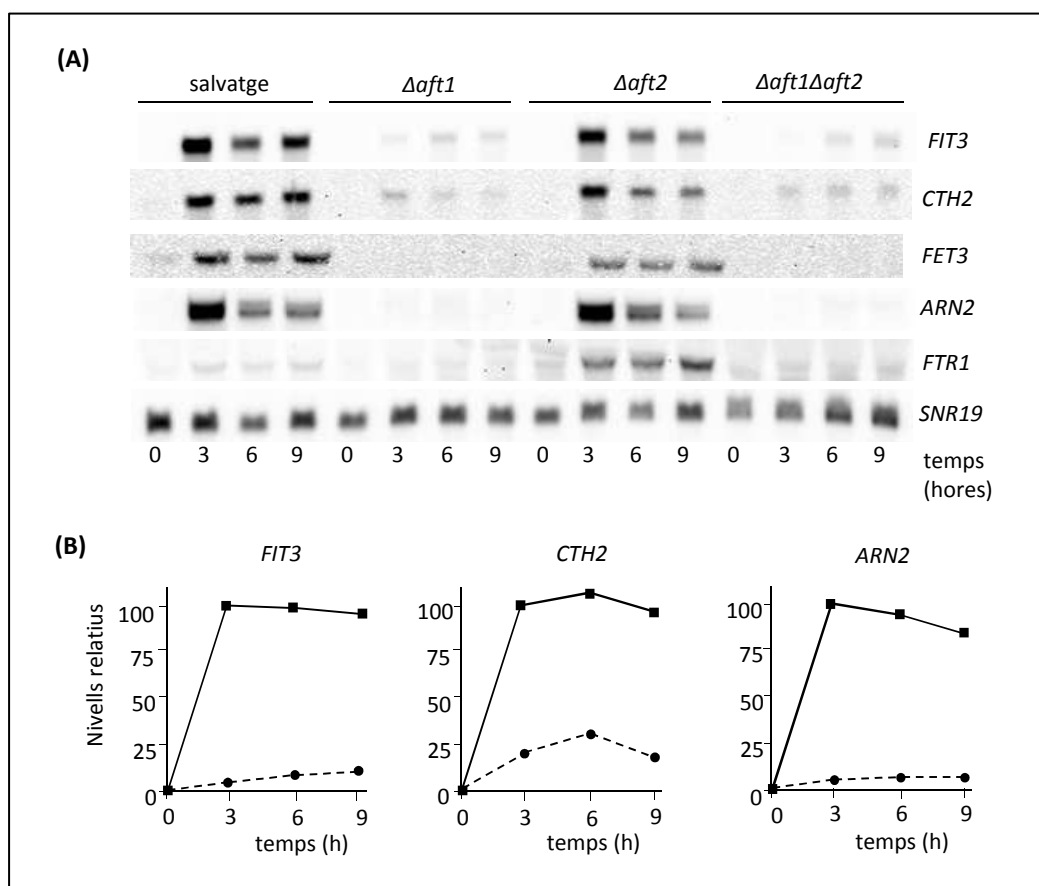 (A)
salvatge Δaft1 Δaft2 Δaft1Δaft2
FIT3
CTH2
FET3
ARN2
FTR1
SNR19
0 3 6 9 0 3 6 9 0 3 6 9 0 3 6 9 temps
(hores)
(B)
FIT3 CTH2 ARN2
Nivells relatius
100 100 100
75 75 75
50 50 50
25 25 25
0 0 0
0 3 6 9 0 3 6 9 0 3 6 9
temps (h) temps (h) temps (h)